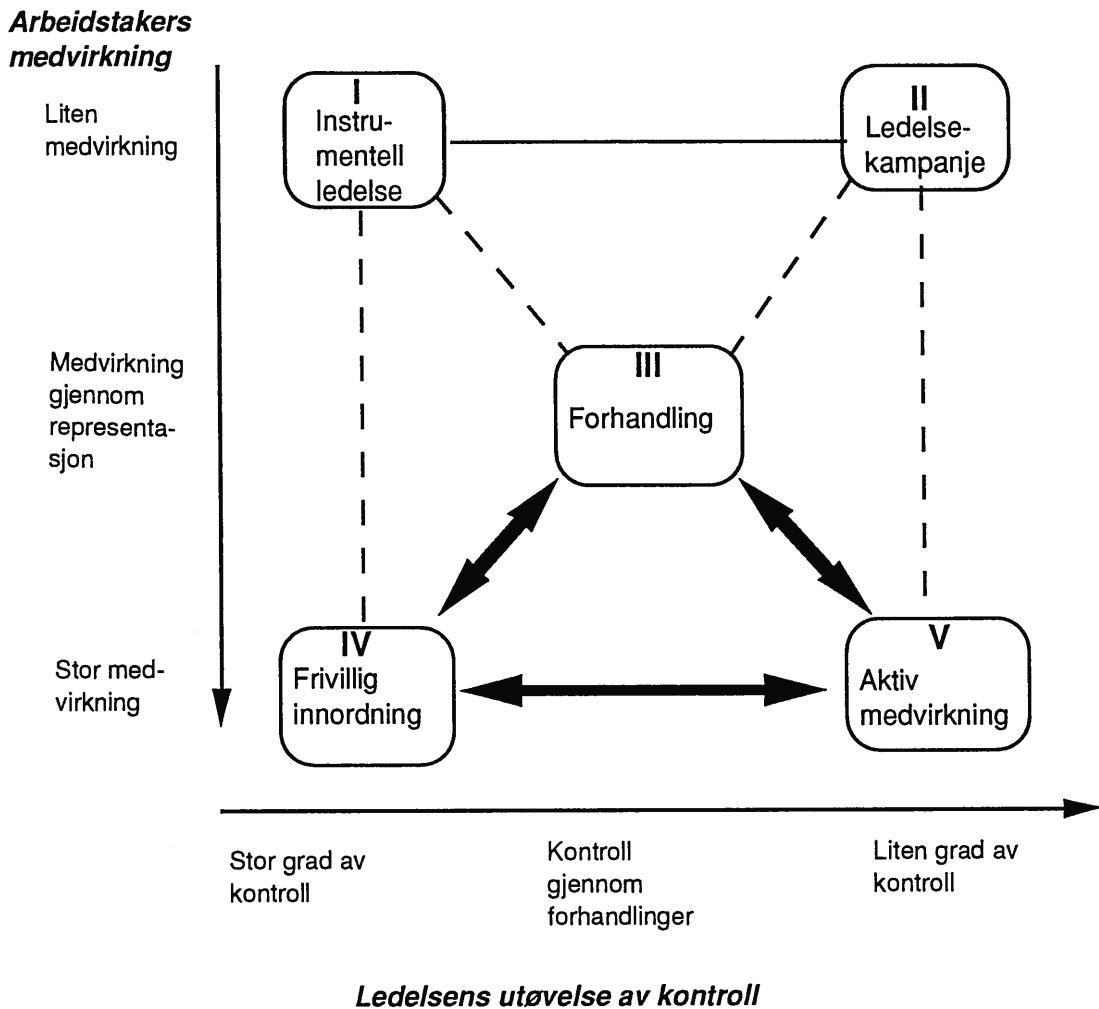 Arbeidstakers
medvirkning
Liten
medvirkning
I
Instru-
mentell
ledelse
II
Ledelse-
kampanje
Medvirkning
gjennom
representa-
sjon
III
Forhandling
Stor med-
virkning
IV
Frivillig
innordning
V
Aktiv
medvirkning
Stor grad av
kontroll
Kontroll
gjennom
forhandlinger
Liten grad av
kontroll
Ledelsens utøvelse av kontroll